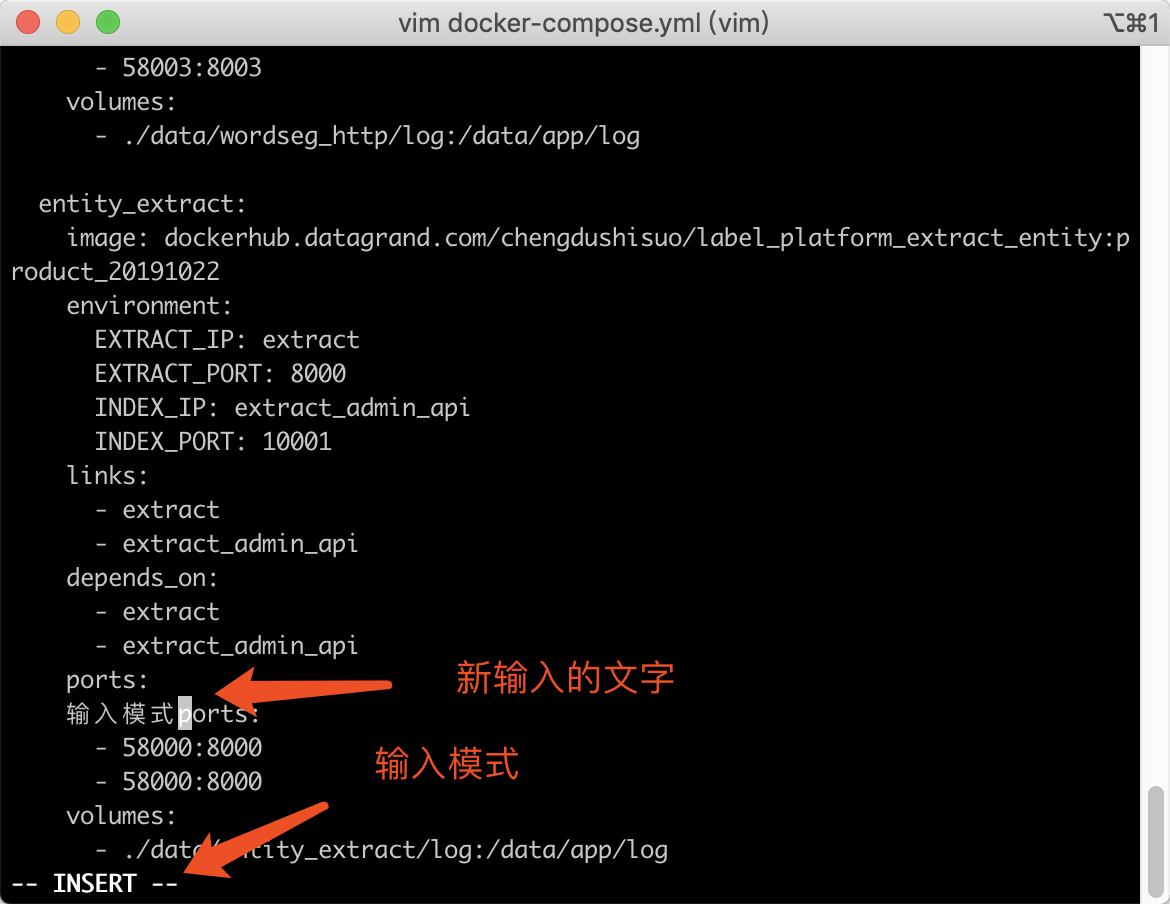 vim docker-compose.yml (vim)
⌥⌘1
- 58003:8003
volumes:
- ./data/wordseg_http/log:/data/app/log
entity_extract:
image: dockerhub.datagrand.com/chengdushisuo/label_platform_extract_entity:p
roduct_20191022
environment:
EXTRACT_IP: extract
EXTRACT_PORT: 8000
INDEX_IP: extract_admin_api
INDEX_PORT: 10001
links:
- extract
- extract_admin_api
depends_on:
- extract
- extract_admin_api
ports:
新输入的文字
输入模式ports:
- 58000:8000
输入模式
- 58000:8000
volumes:
- ./data/entity_extract/log:/data/app/log
-- INSERT --